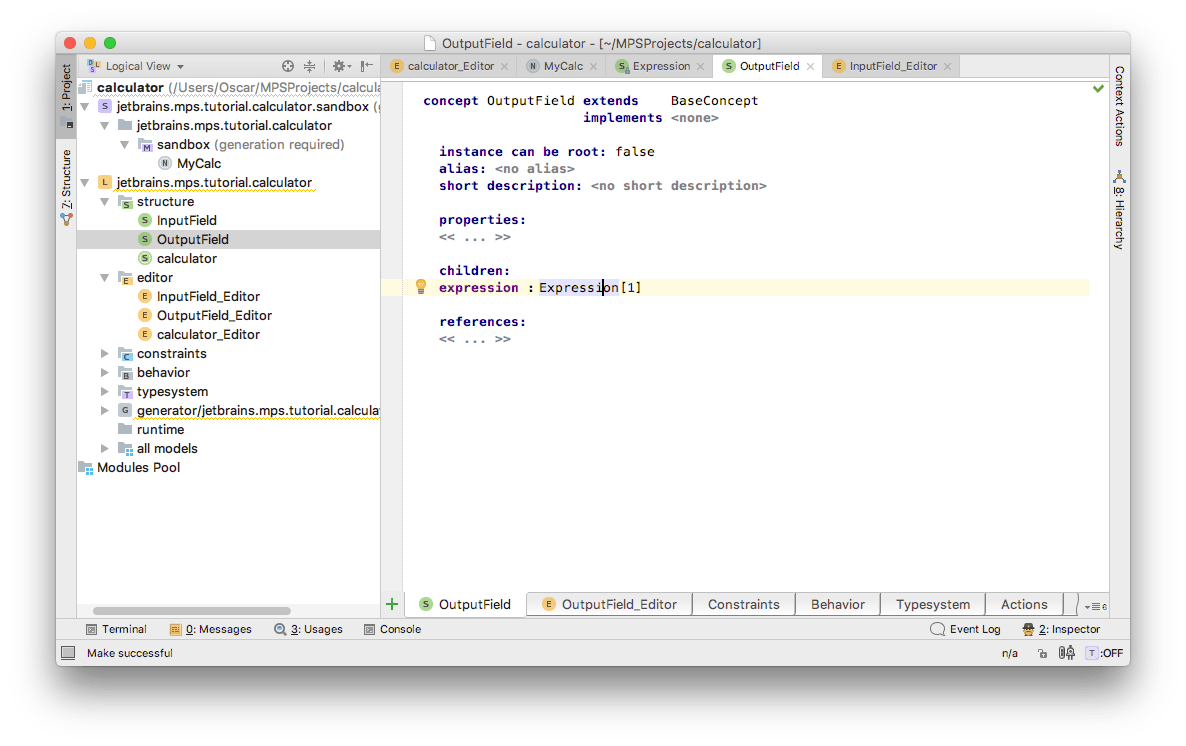 OutputField - calculator - [~/MPSProjects/calculator]
1: Project
7: Structure
Logical View
calculator (/Users/Oscar/MPSProjects/calcula
S jetbrains.mps.tutorial.calculator.sandbox (g
jetbrains.mps.tutorial.calculator
M sandbox (generation required)
N MyCalc
L jetbrains.mps.tutorial.calculator
S structure
S InputField
S OutputField
S calculator
E editor
E InputField_Editor
E OutputField_Editor
E calculator_Editor
C constraints
B behavior
T typesystem
G generator/jetbrains.mps.tutorial.calculat
runtime
all models
Modules Pool
E calculator_Editor
N MyCalc
S Expression
S OutputField
E InputField_Editor
concept OutputField extends BaseConcept
implements <none>
instance can be root: false
alias: <no alias>
short description: <no short description>
properties:
<< ... >>
children:
expression : Expression[1]
references:
<< ... >>
Context Actions
8: Hierarchy
S OutputField
E OutputField_Editor
Constraints
Behavior
Typesystem
Actions
6
Terminal
0: Messages
3: Usages
Console
Event Log
2: Inspector
Make successful
n/a
T :OFF